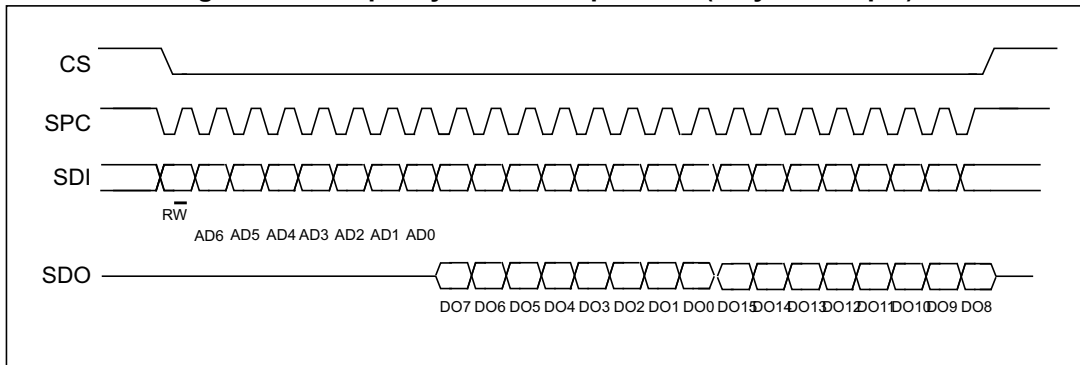 CS
SPC
SDI
RW
AD6 AD5 AD4 AD3 AD2 AD1 AD0
SDO
DO7 DO6 DO5 DO4 DO3 DO2 DO1 DO0 DO15 DO14 DO13 DO12 DO11 DO10 DO9 DO8